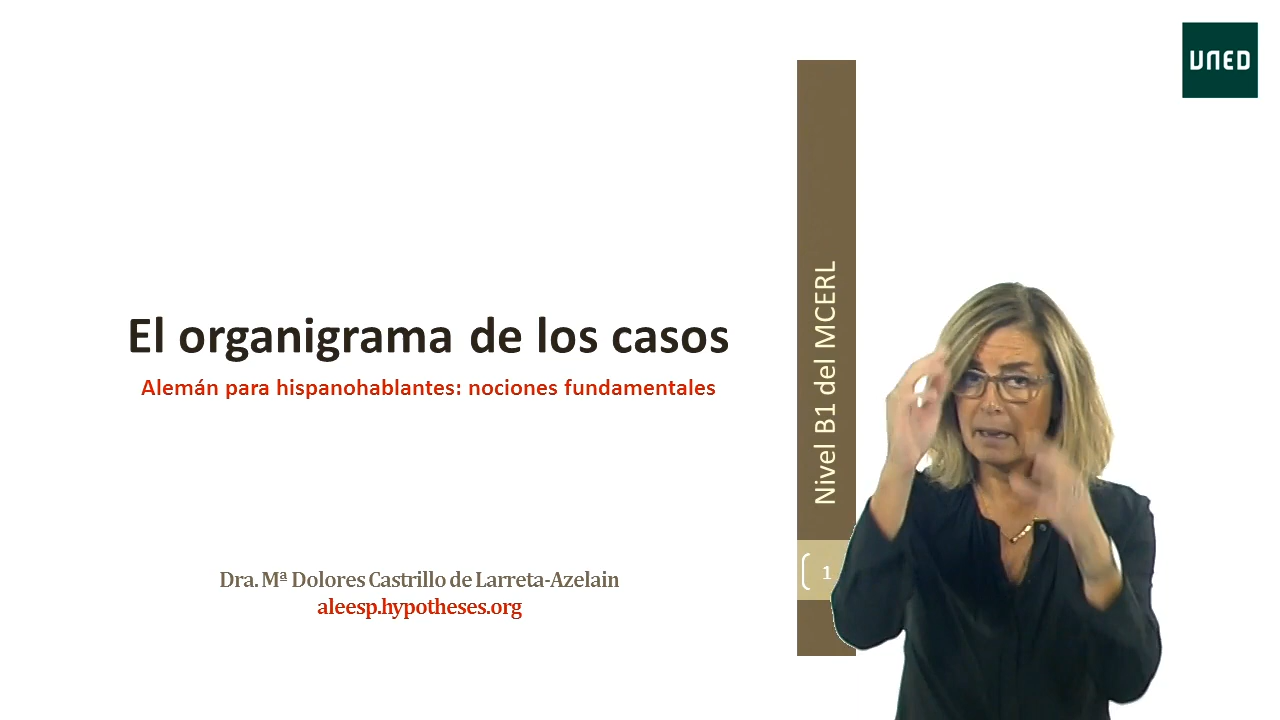 UNED
El organigrama de los casos
Alemán para hispanohablantes: nociones fundamentales
Nivel B1 del MCERL
Dra. Mª Dolores Castrillo de Larreta-Azelain
aleesp.hypotheses.org
1